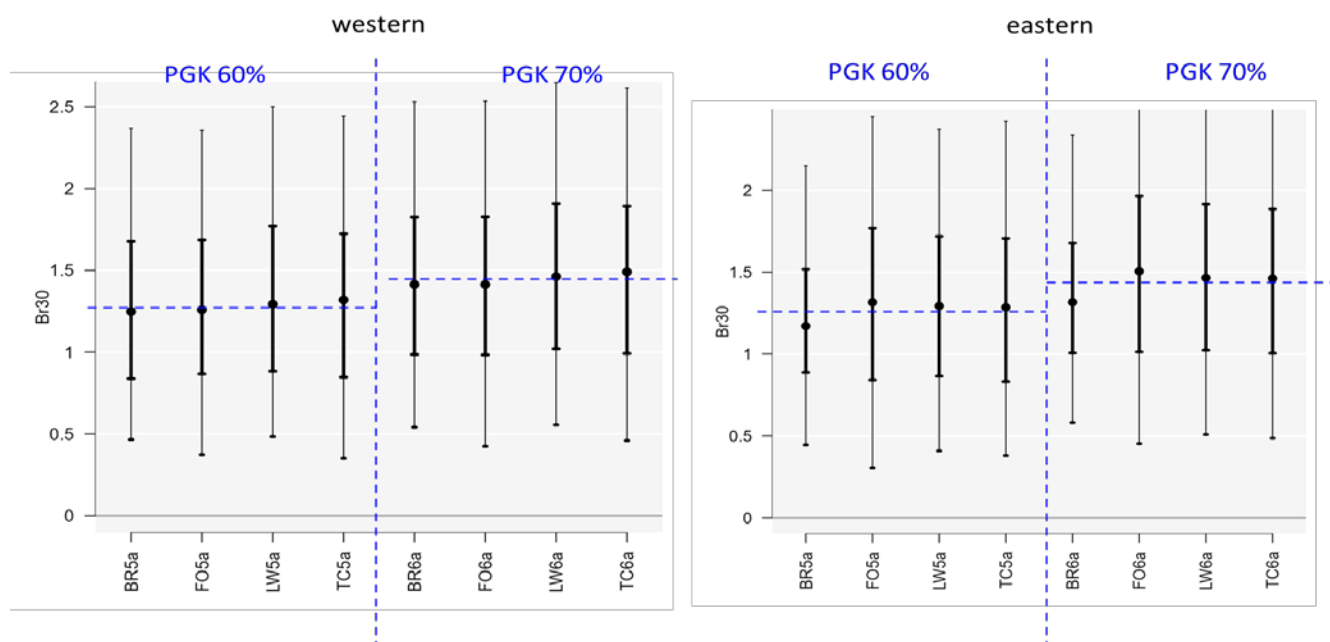 western
PGK 60%
PGK 70%
Br30
2.5
2
1.5
1
0.5
0
BR5a
FO5a
LW5a
TC5a
BR6a
FO6a
LW6a
TC6a
eastern
PGK 60%
PGK 70%
Br30
2
1.5
1
0.5
0
BR5a
FO5a
LW5a
TC5a
BR6a
FO6a
LW6a
TC6a